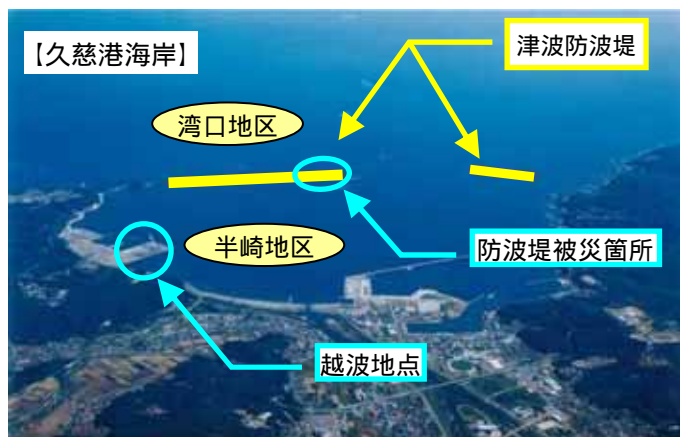 【久慈港海岸】
津波防波堤
湾口地区
半崎地区
防波堤被災箇所
越波地点